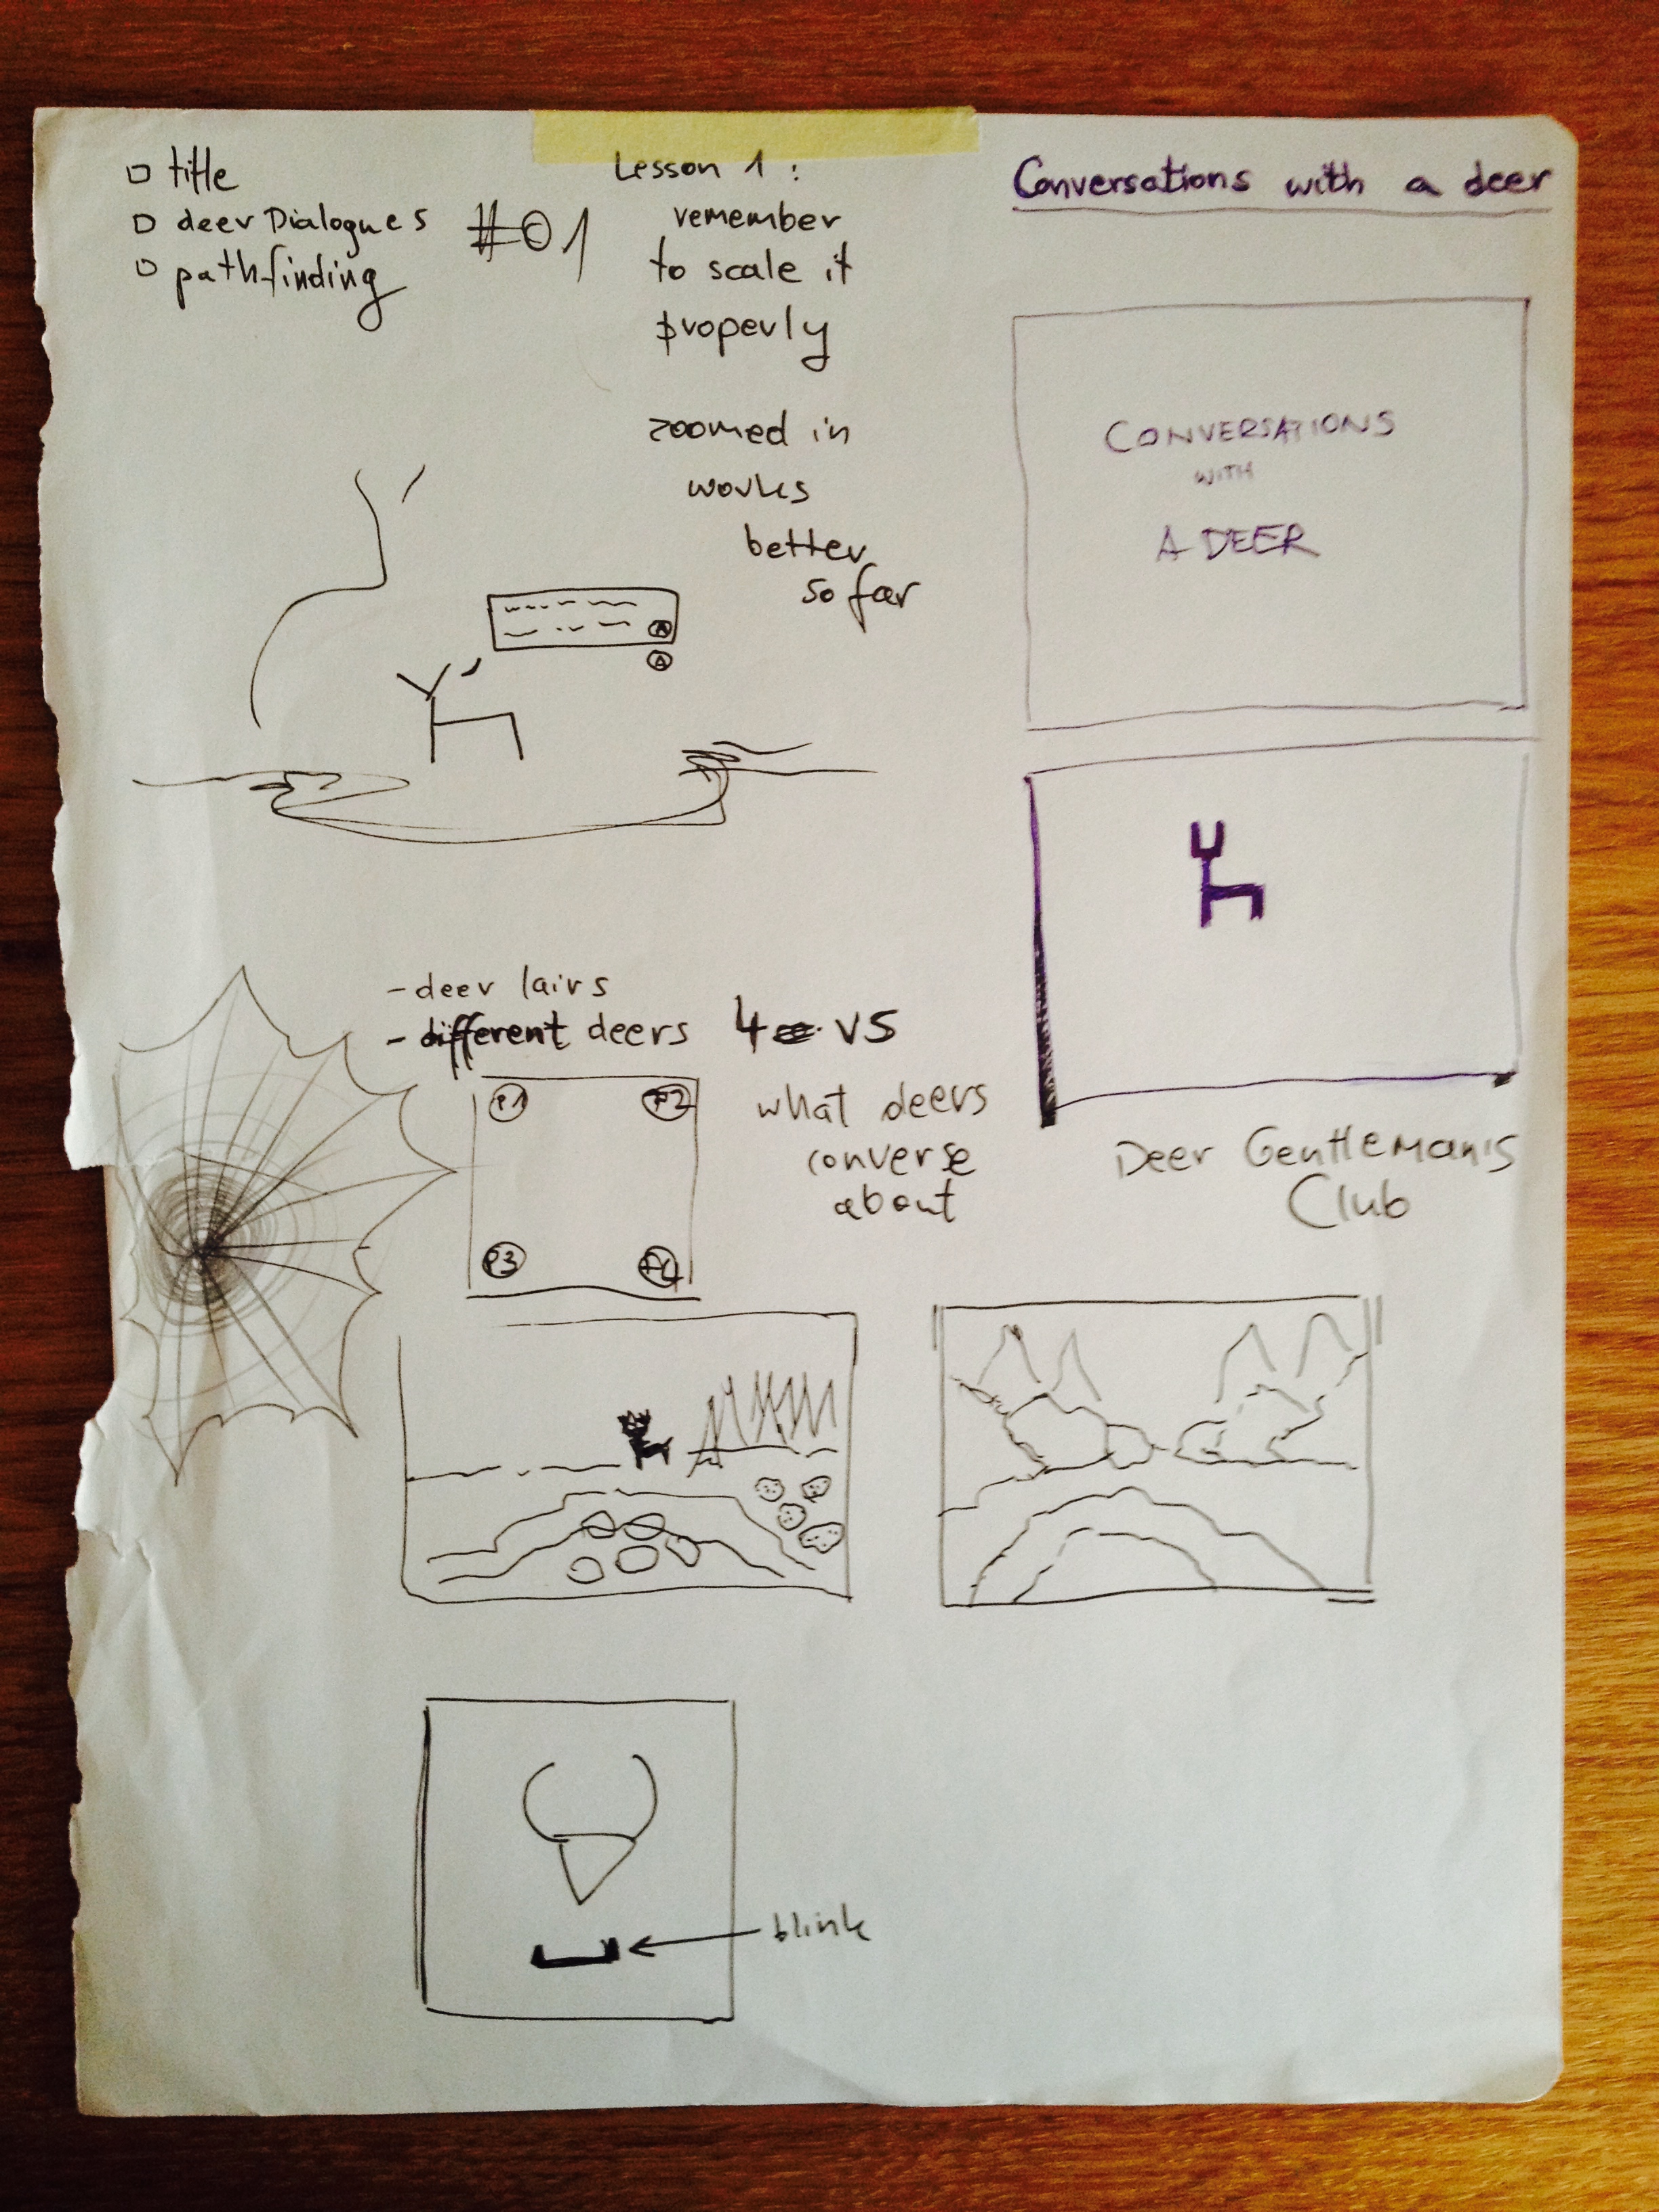 title
deer Dialogues
pathfinding
#01
Lesson 1:
remember
to scale it
properly
zoomed in
works
better
so far
Conversations with a deer
CONVERSATIONS
WITH
A DEER
A
A
- deer lairs
- different deers 4 vs
P1 P2
P3 P4
what deers
converse
about
Deer Gentleman's
Club
blink